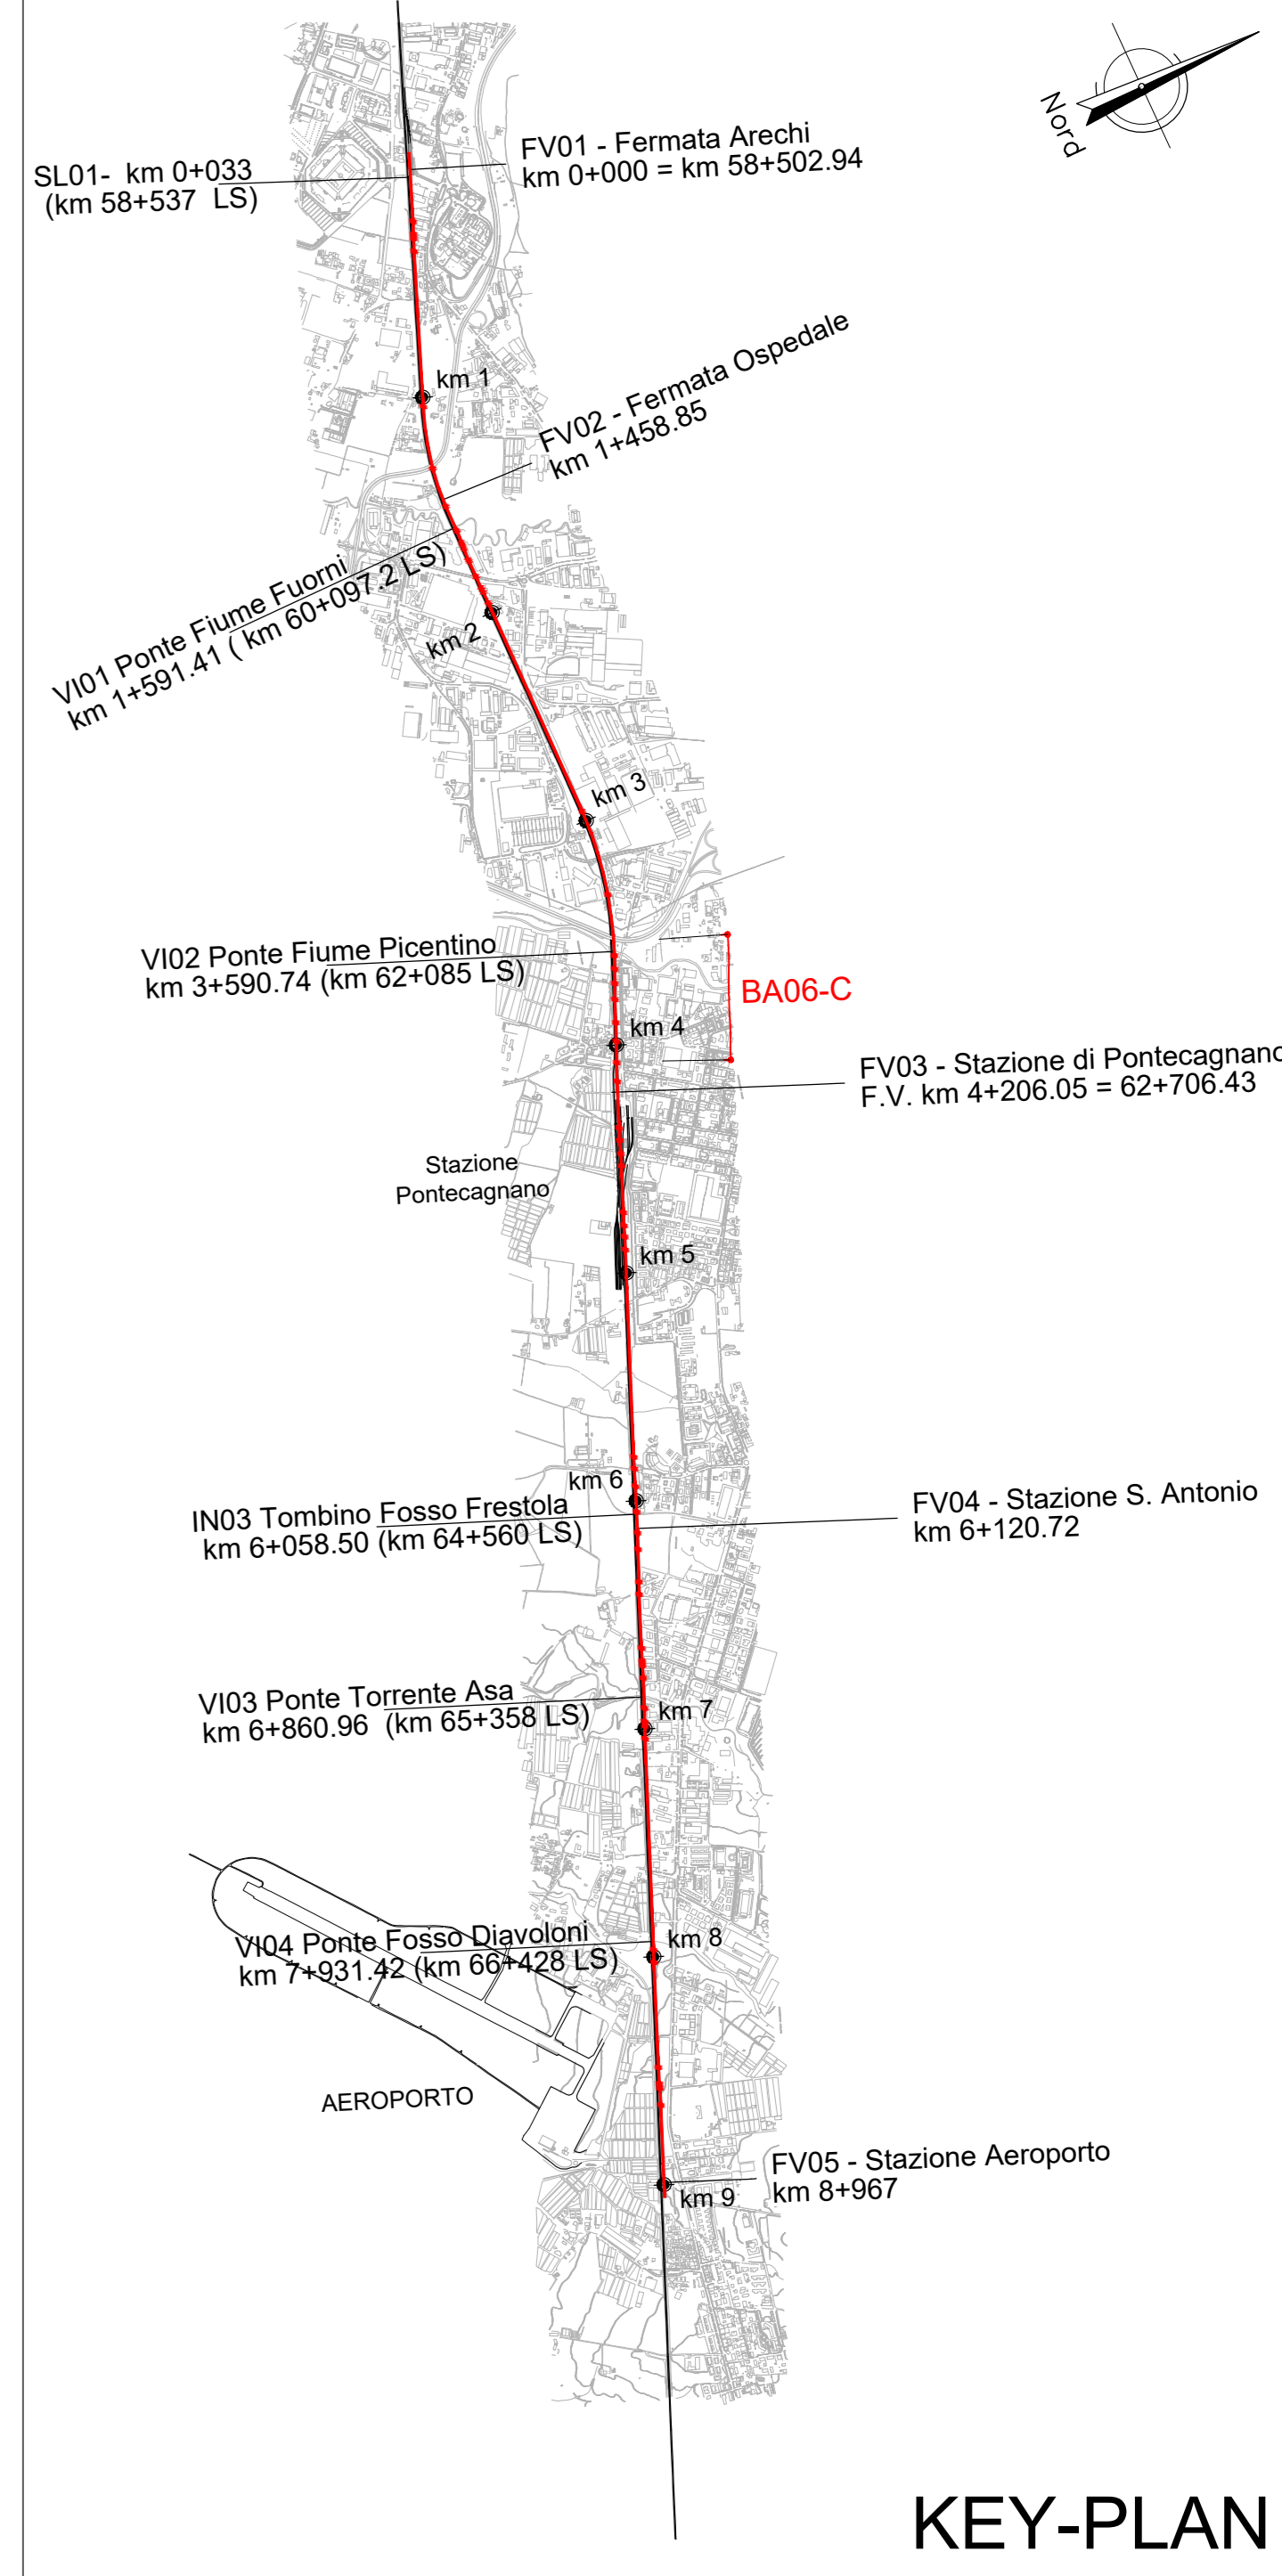 Nord
FV01 - Fermata Arechi
km 0+000 = km 58+502.94
SL01-  km 0+033
(km 58+537  LS)
km 1
FV02 - Fermata Ospedale
km 1+458.85
VI01 Ponte Fiume Fuorni
km 1+591.41 ( km 60+097.2 LS)
km 2
km 3
VI02 Ponte Fiume Picentino
km 3+590.74 (km 62+085 LS)
BA06-C
km 4
FV03 - Stazione di Pontecagnano
F.V. km 4+206.05 = 62+706.43
Stazione
Pontecagnano
km 5
km 6
IN03 Tombino Fosso Frestola
km 6+058.50 (km 64+560 LS)
FV04 - Stazione S. Antonio
km 6+120.72
VI03 Ponte Torrente Asa
km 6+860.96  (km 65+358 LS)
km 7
VI04 Ponte Fosso Diavoloni
km 7+931.42 (km 66+428 LS)
km 8
AEROPORTO
FV05 - Stazione Aeroporto
km 8+967
km 9
KEY-PLAN